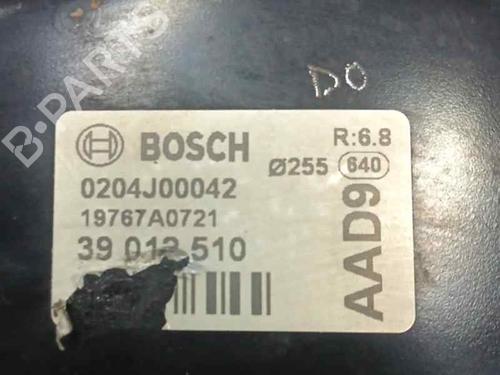 B-PARTS
DO
BOSCH
R:6.8
Ø255 640
0204J00042
19767A0721
39 013 510
AAD9